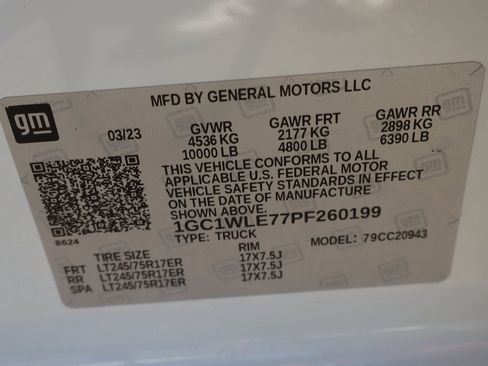 gm
MFD BY GENERAL MOTORS LLC
03/23 GVWR GAWR FRT GAWR RR
4536 KG 2177 KG 2898 KG
10000 LB 4800 LB 6390 LB
THIS VEHICLE CONFORMS TO ALL
APPLICABLE U.S. FEDERAL MOTOR
VEHICLE SAFETY STANDARDS IN EFFECT
ON THE DATE OF MANUFACTURE
SHOWN ABOVE
1GC1WLE77PF260199
TYPE: TRUCK MODEL: 79CC20943
8624
TIRE SIZE RIM
FRT LT245/75R17ER 17X7.5J
RR LT245/75R17ER 17X7.5J
SPA LT245/75R17ER 17X7.5J